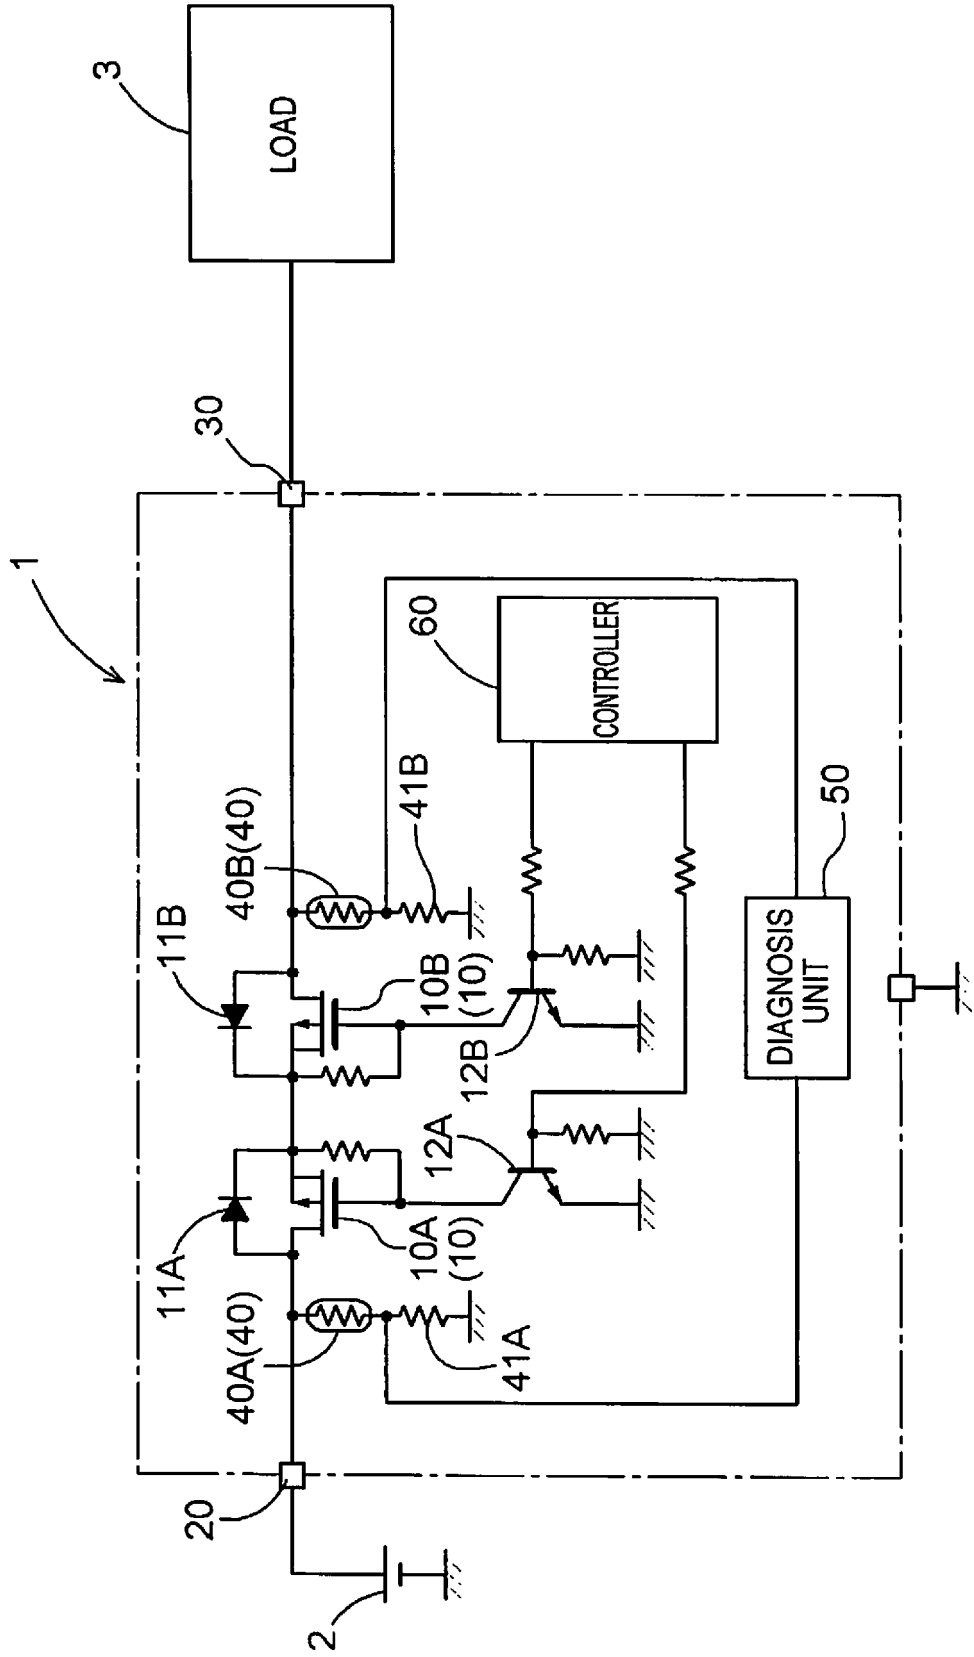 1
3
LOAD
30
20
2
11A
11B
40A(40)
40B(40)
10A
(10)
10B
(10)
41A
41B
12A
12B
60
CONTROLLER
50
DIAGNOSIS
UNIT